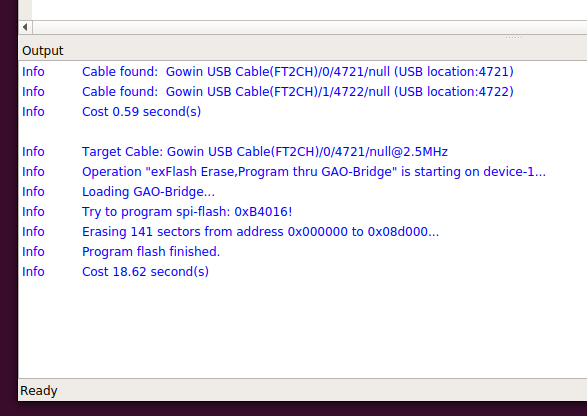 Output
Info Cable found: Gowin USB Cable(FT2CH)/0/4721/null (USB location:4721)
Info Cable found: Gowin USB Cable(FT2CH)/1/4722/null (USB location:4722)
Info Cost 0.59 second(s)
Info Target Cable: Gowin USB Cable(FT2CH)/0/4721/null@2.5MHz
Info Operation "exFlash Erase,Program thru GAO-Bridge" is starting on device-1...
Info Loading GAO-Bridge...
Info Try to program spi-flash: 0xB4016!
Info Erasing 141 sectors from address 0x000000 to 0x08d000...
Info Program flash finished.
Info Cost 18.62 second(s)
Ready